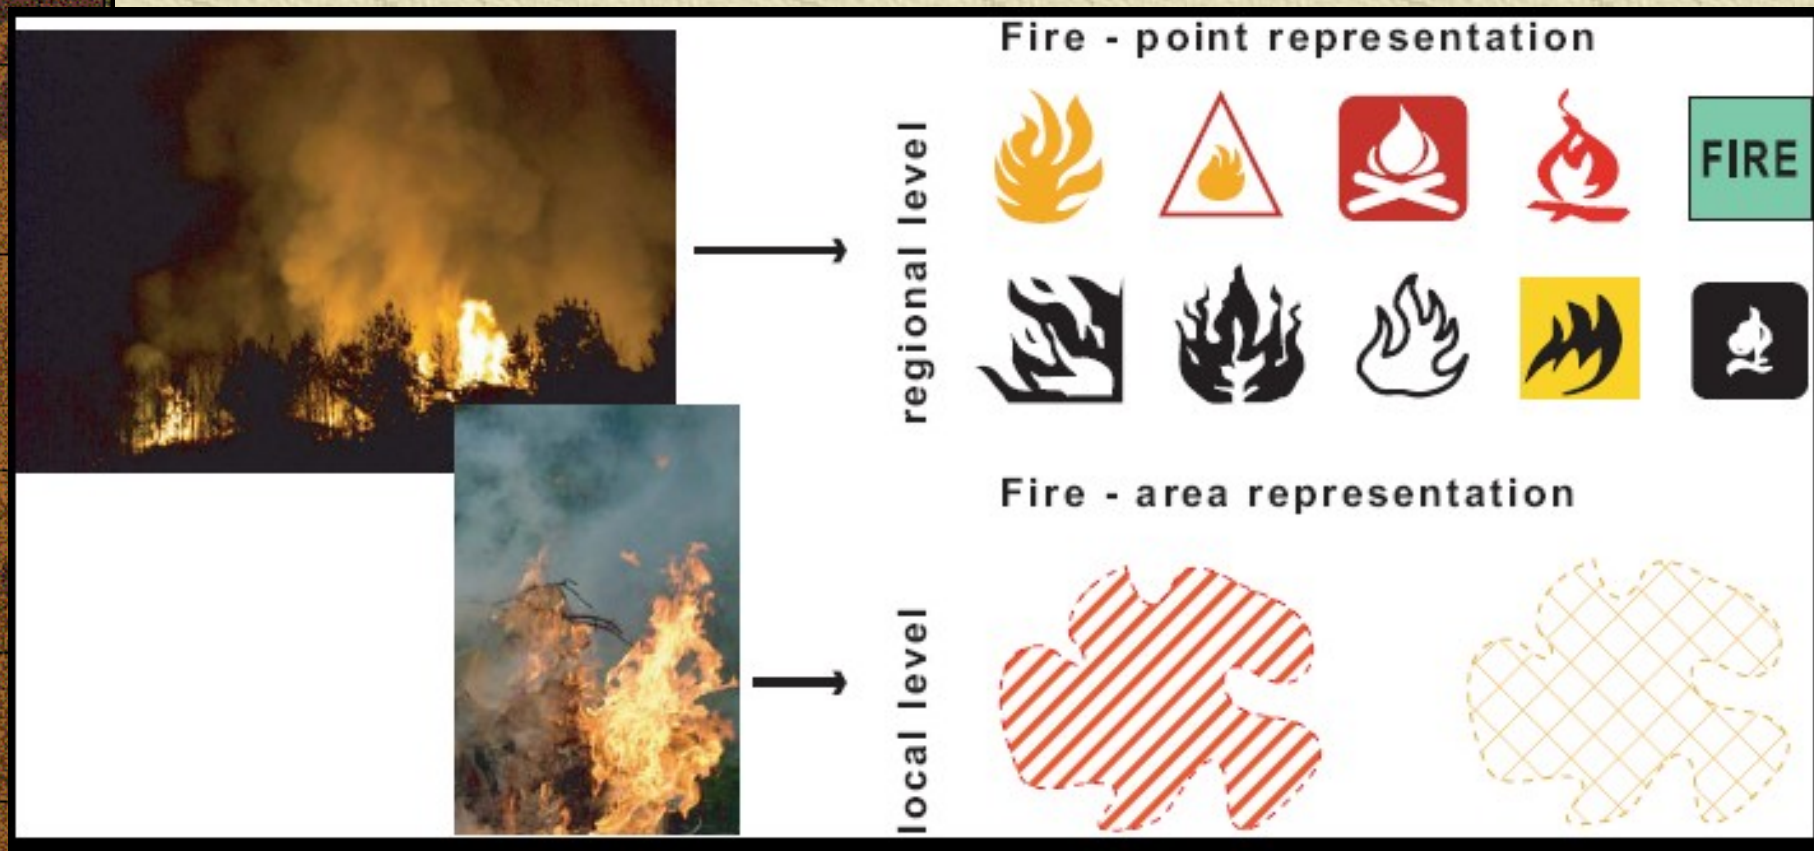 Fire - point representation
regional level
FIRE
Fire - area representation
local level